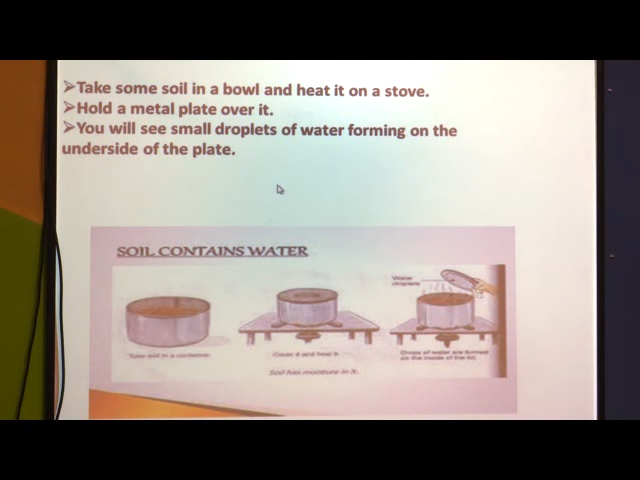 ➢Take some soil in a bowl and heat it on a stove.
➢Hold a metal plate over it.
➢You will see small droplets of water forming on the
underside of the plate.
SOIL CONTAINS WATER
Water
droplets
Take soil in a container.
Cover it and heat it.
Drops of water are formed
on the inside of the lid.
Soil has moisture in it.